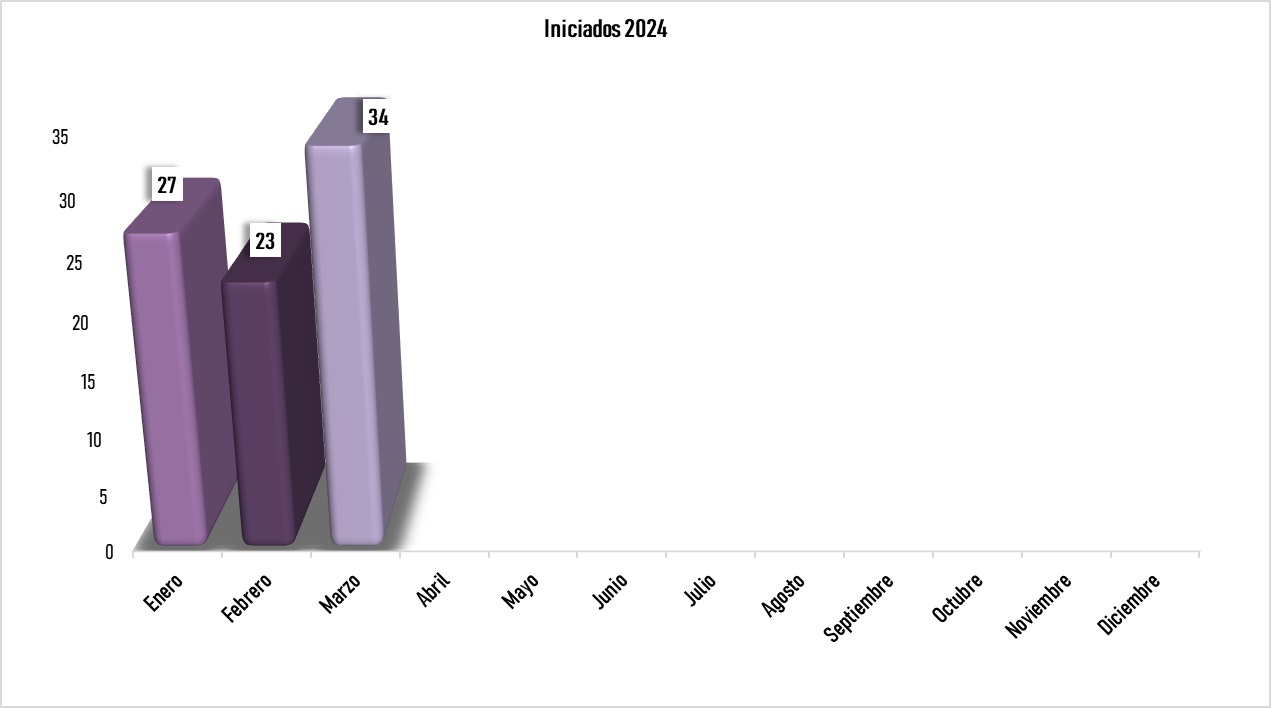 Iniciados 2024
35
30
25
20
15
10
5
0
27
23
34
Enero
Febrero
Marzo
Abril
Mayo
Junio
Julio
Agosto
Septiembre
Octubre
Noviembre
Diciembre